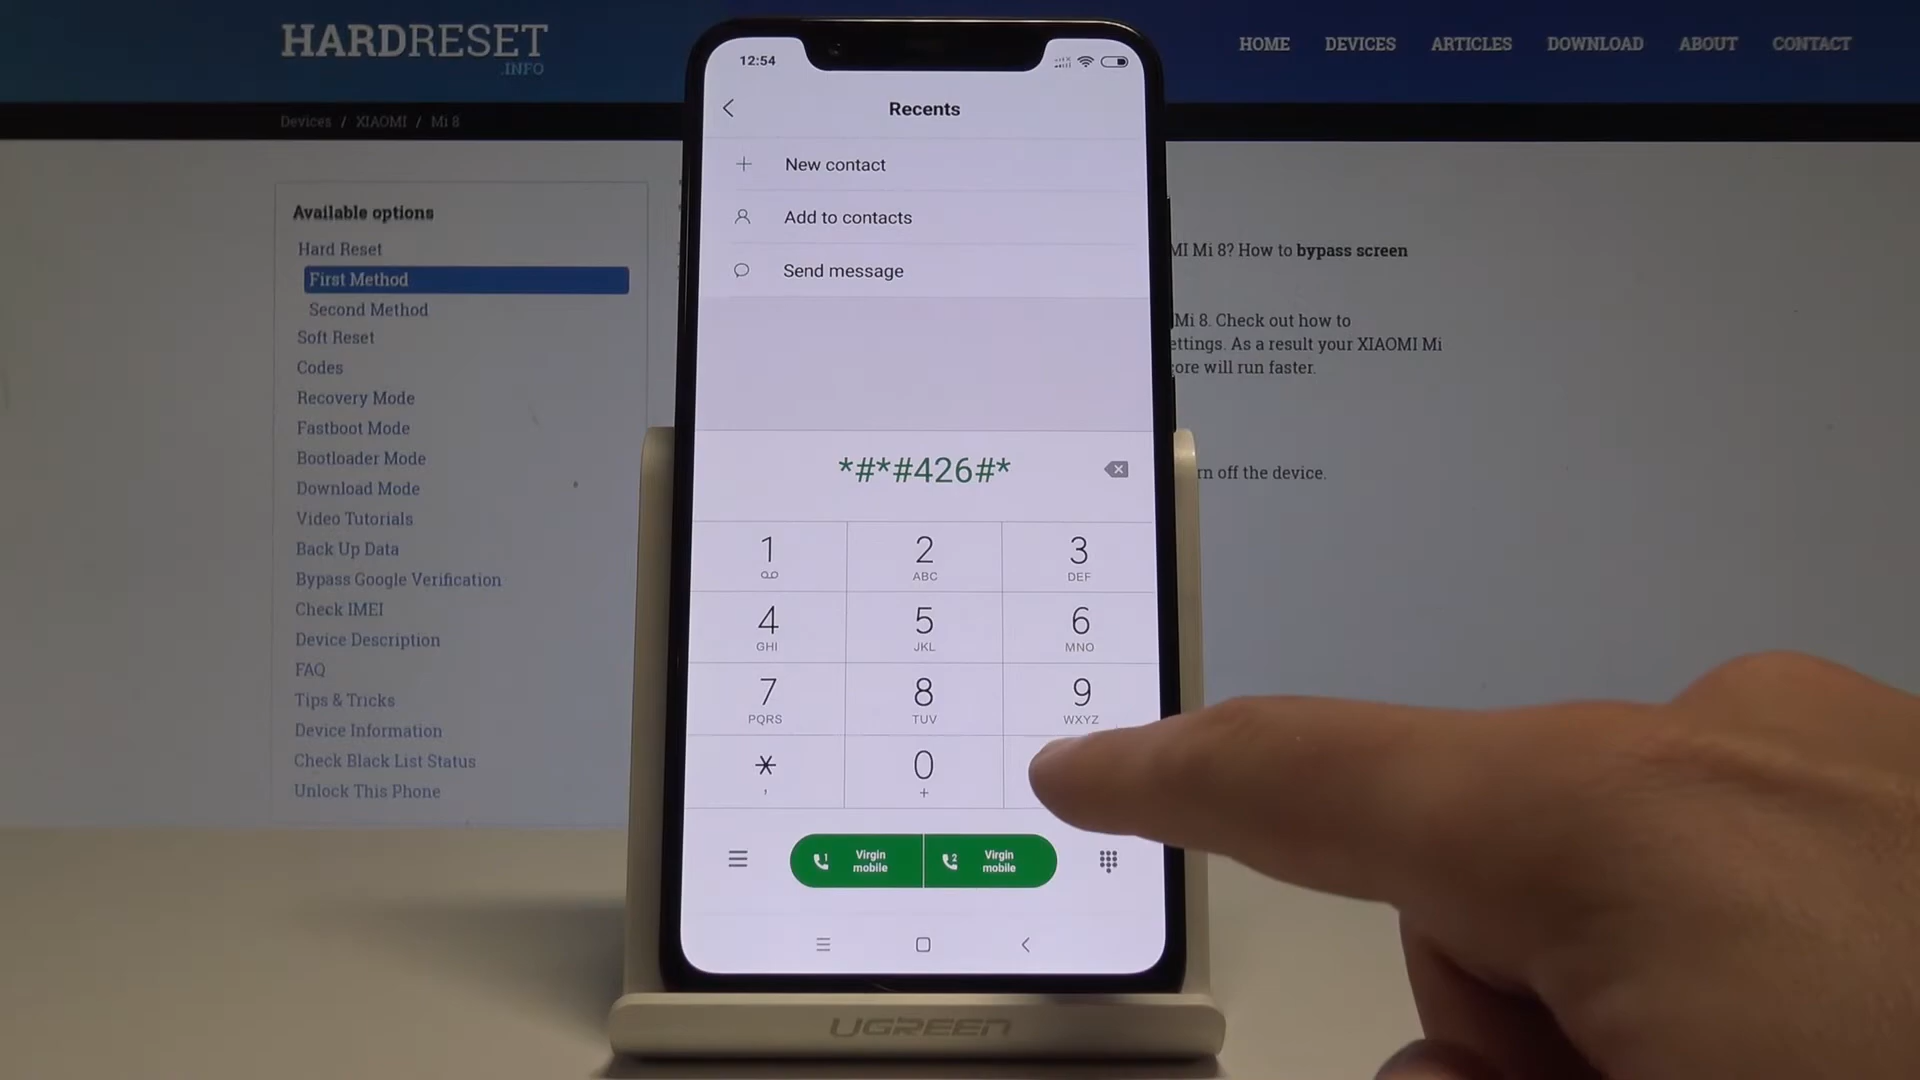 HARDRESET
.INFO
HOME DEVICES ARTICLES DOWNLOAD ABOUT CONTACT
Devices / XIAOMI / Mi 8
Available options
Hard Reset
First Method
Second Method
Soft Reset
Codes
Recovery Mode
Fastboot Mode
Bootloader Mode
Download Mode
Video Tutorials
Back Up Data
Bypass Google Verification
Check IMEI
Device Description
FAQ
Tips & Tricks
Device Information
Check Black List Status
Unlock This Phone
12:54
Recents
New contact
Add to contacts
Send message
*#*#426#*
1
2 ABC
3 DEF
4 GHI
5 JKL
6 MNO
7 PQRS
8 TUV
9 WXYZ
* ,
0 +
1 Virgin mobile
2 Virgin mobile
MI Mi 8? How to bypass screen
Mi 8. Check out how to
ettings. As a result your XIAOMI Mi
ore will run faster.
rn off the device.
UGREEN